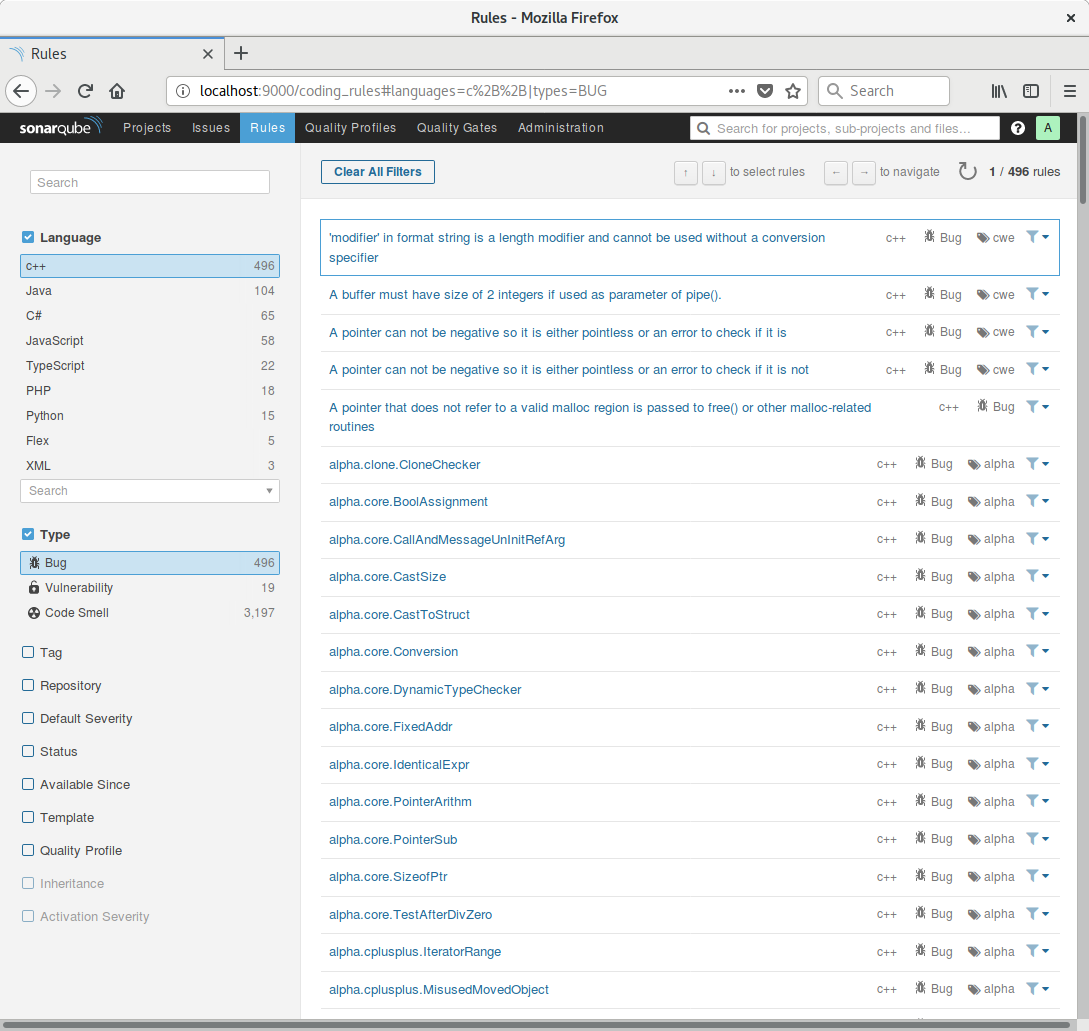 Rules - Mozilla Firefox
Rules
localhost:9000/coding_rules#languages=c%2B%2B|types=BUG
Search
sonarqube Projects Issues Rules Quality Profiles Quality Gates Administration Search for projects, sub-projects and files... ? A
Search
Clear All Filters ↑ ↓ to select rules ← → to navigate 1 / 496 rules
Language
c++ 496
Java 104
C# 65
JavaScript 58
TypeScript 22
PHP 18
Python 15
Flex 5
XML 3
Search
Type
Bug 496
Vulnerability 19
Code Smell 3,197
Tag
Repository
Default Severity
Status
Available Since
Template
Quality Profile
Inheritance
Activation Severity
'modifier' in format string is a length modifier and cannot be used without a conversion c++ Bug cwe
specifier
A buffer must have size of 2 integers if used as parameter of pipe(). c++ Bug cwe
A pointer can not be negative so it is either pointless or an error to check if it is c++ Bug cwe
A pointer can not be negative so it is either pointless or an error to check if it is not c++ Bug cwe
A pointer that does not refer to a valid malloc region is passed to free() or other malloc-related c++ Bug
routines
alpha.clone.CloneChecker c++ Bug alpha
alpha.core.BoolAssignment c++ Bug alpha
alpha.core.CallAndMessageUnInitRefArg c++ Bug alpha
alpha.core.CastSize c++ Bug alpha
alpha.core.CastToStruct c++ Bug alpha
alpha.core.Conversion c++ Bug alpha
alpha.core.DynamicTypeChecker c++ Bug alpha
alpha.core.FixedAddr c++ Bug alpha
alpha.core.IdenticalExpr c++ Bug alpha
alpha.core.PointerArithm c++ Bug alpha
alpha.core.PointerSub c++ Bug alpha
alpha.core.SizeofPtr c++ Bug alpha
alpha.core.TestAfterDivZero c++ Bug alpha
alpha.cplusplus.IteratorRange c++ Bug alpha
alpha.cplusplus.MisusedMovedObject c++ Bug alpha